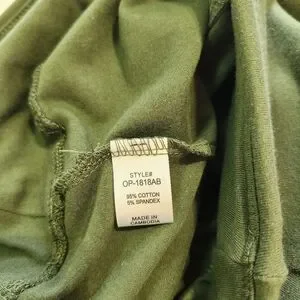 STYLE#
OP-1818AB
95% COTTON
5% SPANDEX
MADE IN
CAMBODIA